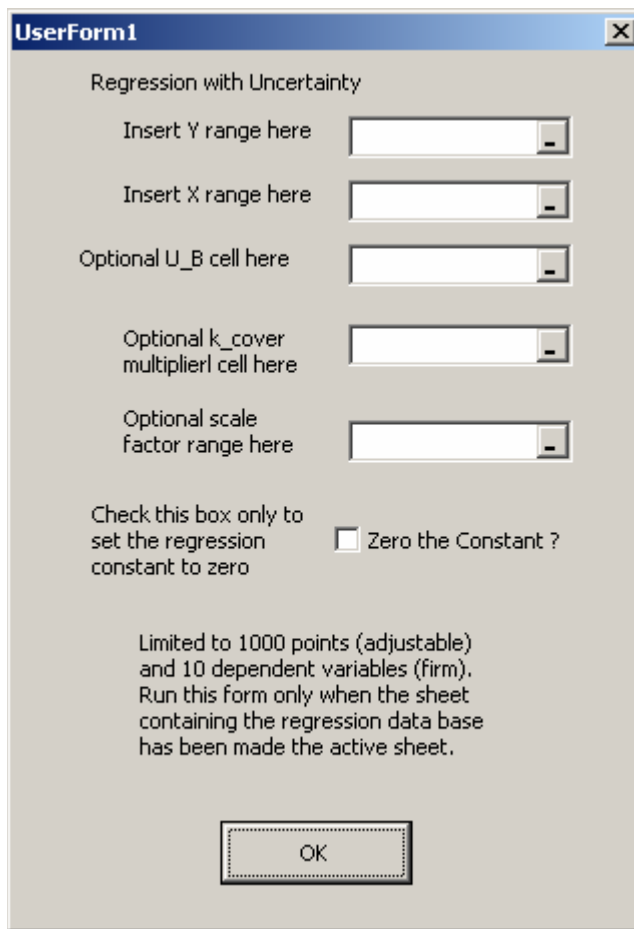 UserForm1
Regression with Uncertainty
Insert Y range here
Insert X range here
Optional U_B cell here
Optional k_cover
multiplierl cell here
Optional scale
factor range here
Check this box only to
set the regression
constant to zero
Zero the Constant ?
Limited to 1000 points (adjustable)
and 10 dependent variables (firm).
Run this form only when the sheet
containing the regression data base
has been made the active sheet.
OK